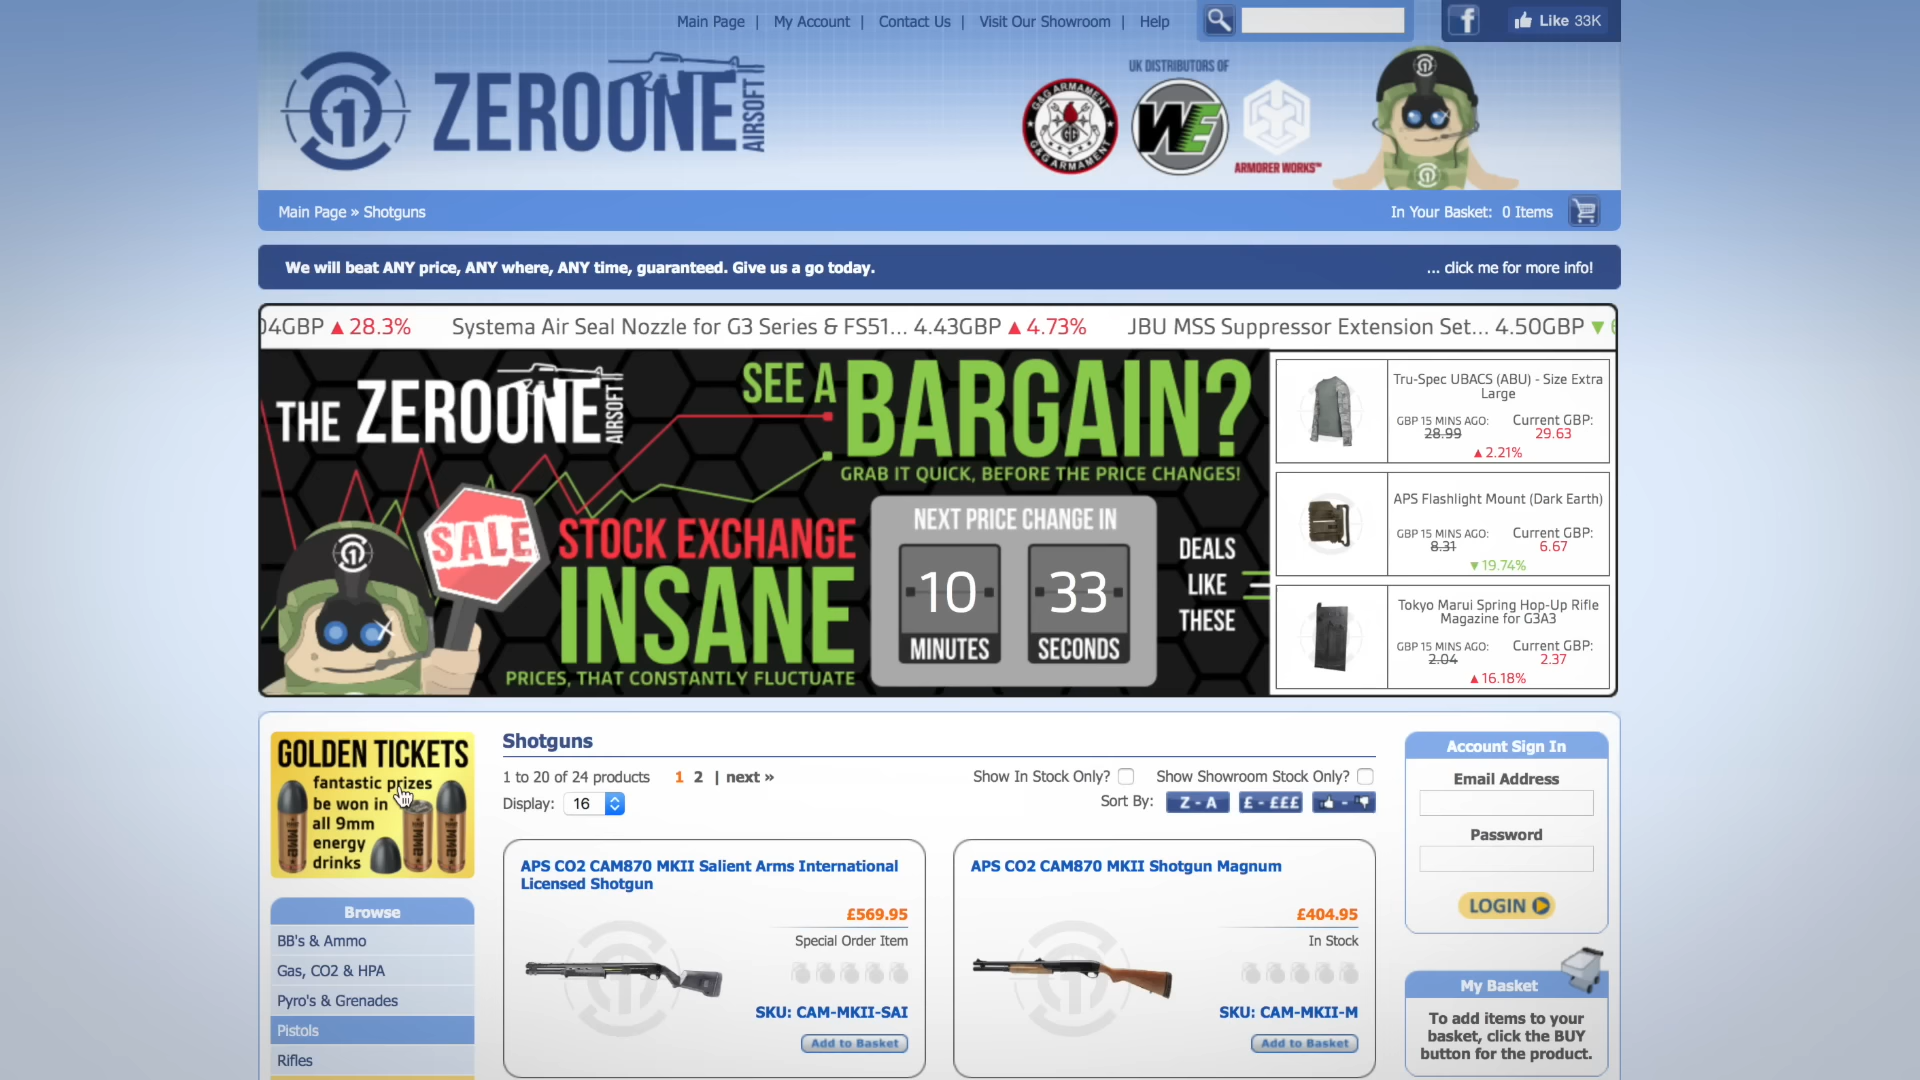 Main Page | My Account | Contact Us | Visit Our Showroom | Help
Like 33K
1 ZEROONE AIRSOFT
UK DISTRIBUTORS OF
G&G ARMAMENT
GG
G&G ARMAMENT
WE
ARMORER WORKS™
Main Page » Shotguns
In Your Basket: 0 Items
We will beat ANY price, ANY where, ANY time, guaranteed. Give us a go today.
... click me for more info!
04GBP ▲ 28.3% Systema Air Seal Nozzle for G3 Series & FS51... 4.43GBP ▲ 4.73% JBU MSS Suppressor Extension Set... 4.50GBP ▼
THE ZEROONE AIRSOFT
SALE
STOCK EXCHANGE
INSANE
PRICES, THAT CONSTANTLY FLUCTUATE
SEE A BARGAIN?
GRAB IT QUICK, BEFORE THE PRICE CHANGES!
NEXT PRICE CHANGE IN
10 33
MINUTES SECONDS
DEALS
LIKE
THESE
Tru-Spec UBACS (ABU) - Size Extra
Large
GBP 15 MINS AGO: Current GBP:
28.99 29.63
▲2.21%
APS Flashlight Mount (Dark Earth)
GBP 15 MINS AGO: Current GBP:
8.31 6.67
▼19.74%
Tokyo Marui Spring Hop-Up Rifle
Magazine for G3A3
GBP 15 MINS AGO: Current GBP:
2.04 2.37
▲16.18%
GOLDEN TICKETS
fantastic prizes
be won in
all 9mm
energy
drinks
9MM
9MM
9MM
Browse
BB's & Ammo
Gas, CO2 & HPA
Pyro's & Grenades
Pistols
Rifles
Shotguns
1 to 20 of 24 products 1 2 | next »
Display: 16
Show In Stock Only? Show Showroom Stock Only?
Sort By: Z - A £ - £££
APS CO2 CAM870 MKII Salient Arms International
Licensed Shotgun
£569.95
Special Order Item
SKU: CAM-MKII-SAI
Add to Basket
APS CO2 CAM870 MKII Shotgun Magnum
£404.95
In Stock
SKU: CAM-MKII-M
Add to Basket
Account Sign In
Email Address
Password
LOGIN
My Basket
To add items to your
basket, click the BUY
button for the product.